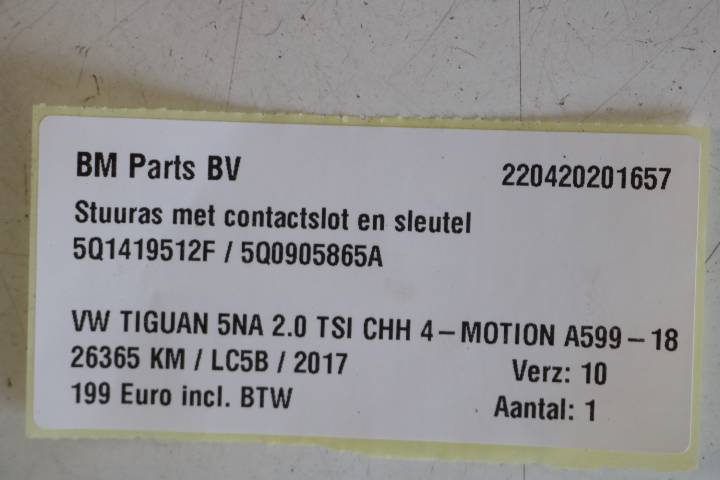 BM Parts BV 220420201657
Stuuras met contactslot en sleutel
5Q1419512F / 5Q0905865A
VW TIGUAN 5NA 2.0 TSI CHH 4-MOTION A599-18
26365 KM / LC5B / 2017 Verz: 10
199 Euro incl. BTW Aantal: 1